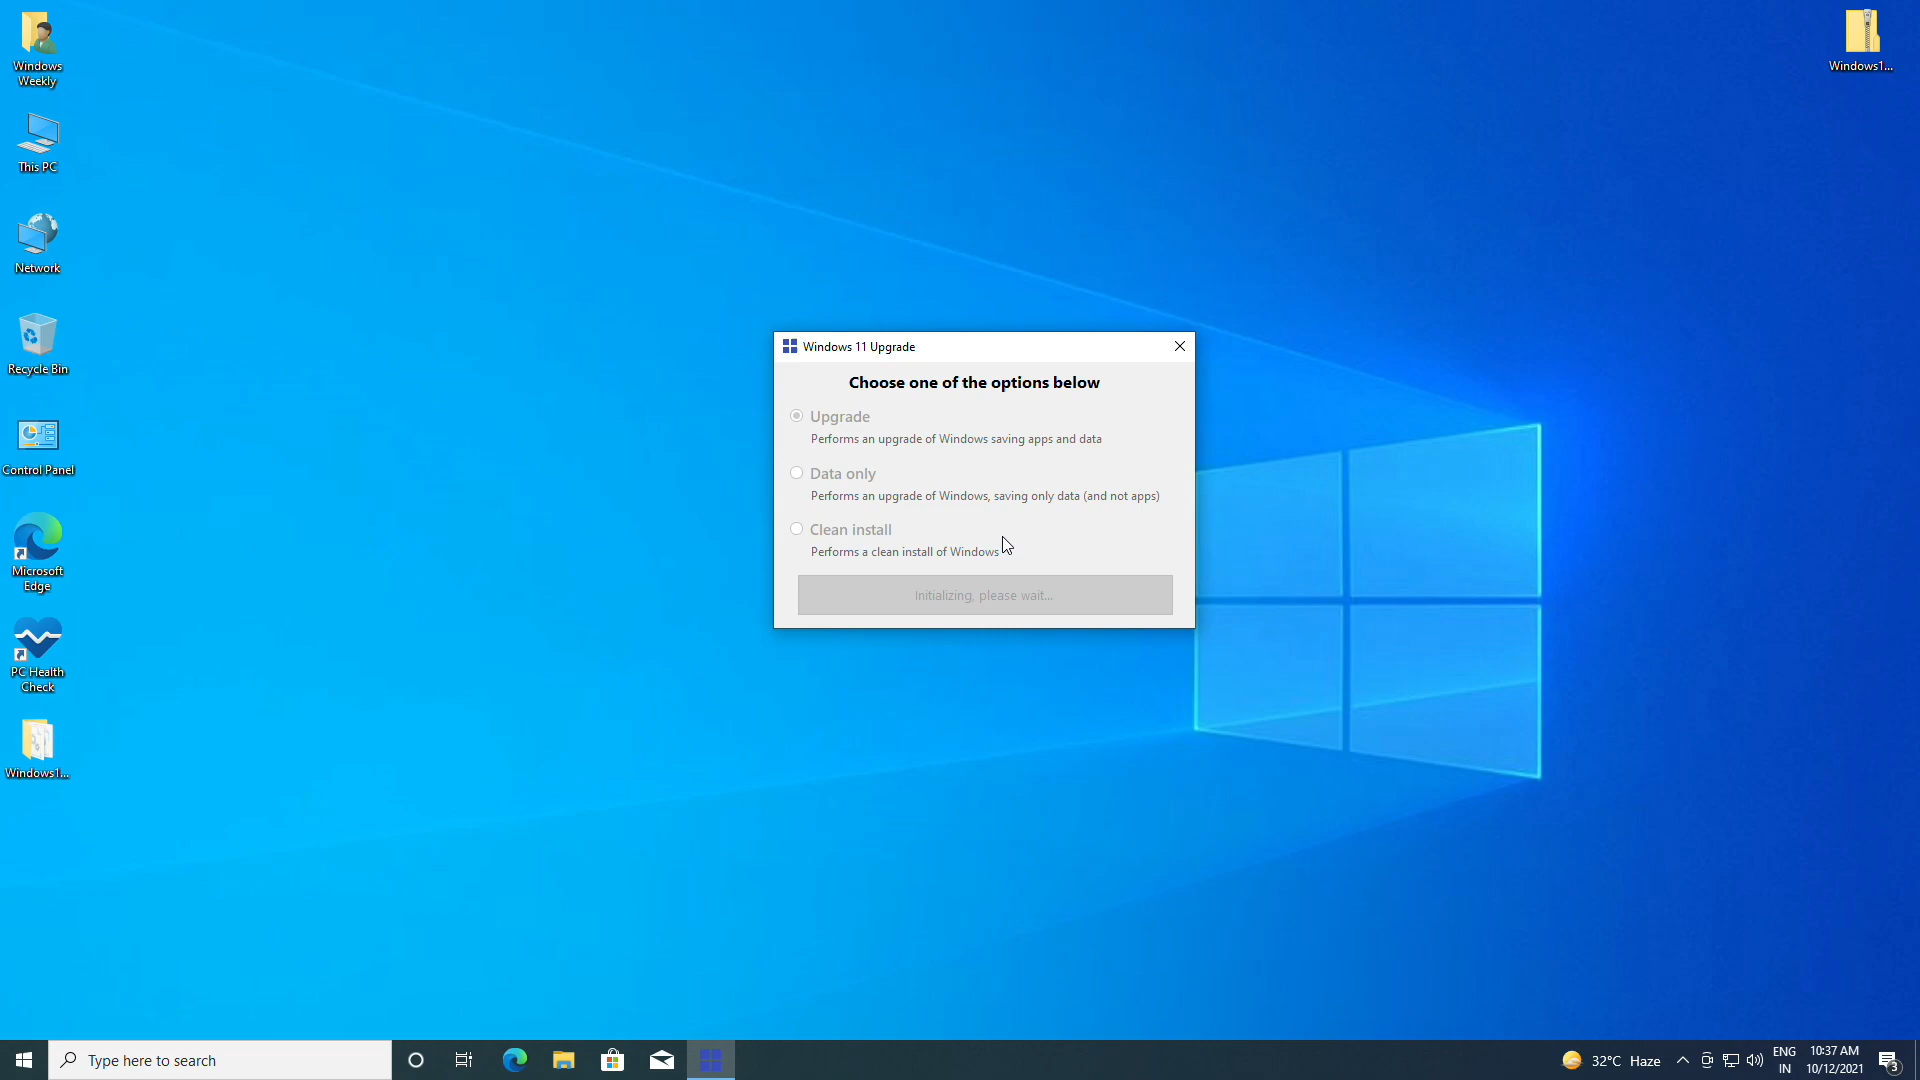 Windows
Weekly
This PC
Network
Recycle Bin
Control Panel
Microsoft
Edge
PC Health
Check
Windows1...
Windows1...
Windows 11 Upgrade
Choose one of the options below
Upgrade
Performs an upgrade of Windows saving apps and data
Data only
Performs an upgrade of Windows, saving only data (and not apps)
Clean install
Performs a clean install of Windows
Initializing, please wait...
Type here to search
32°C Haze
ENG
IN
10:37 AM
10/12/2021
3